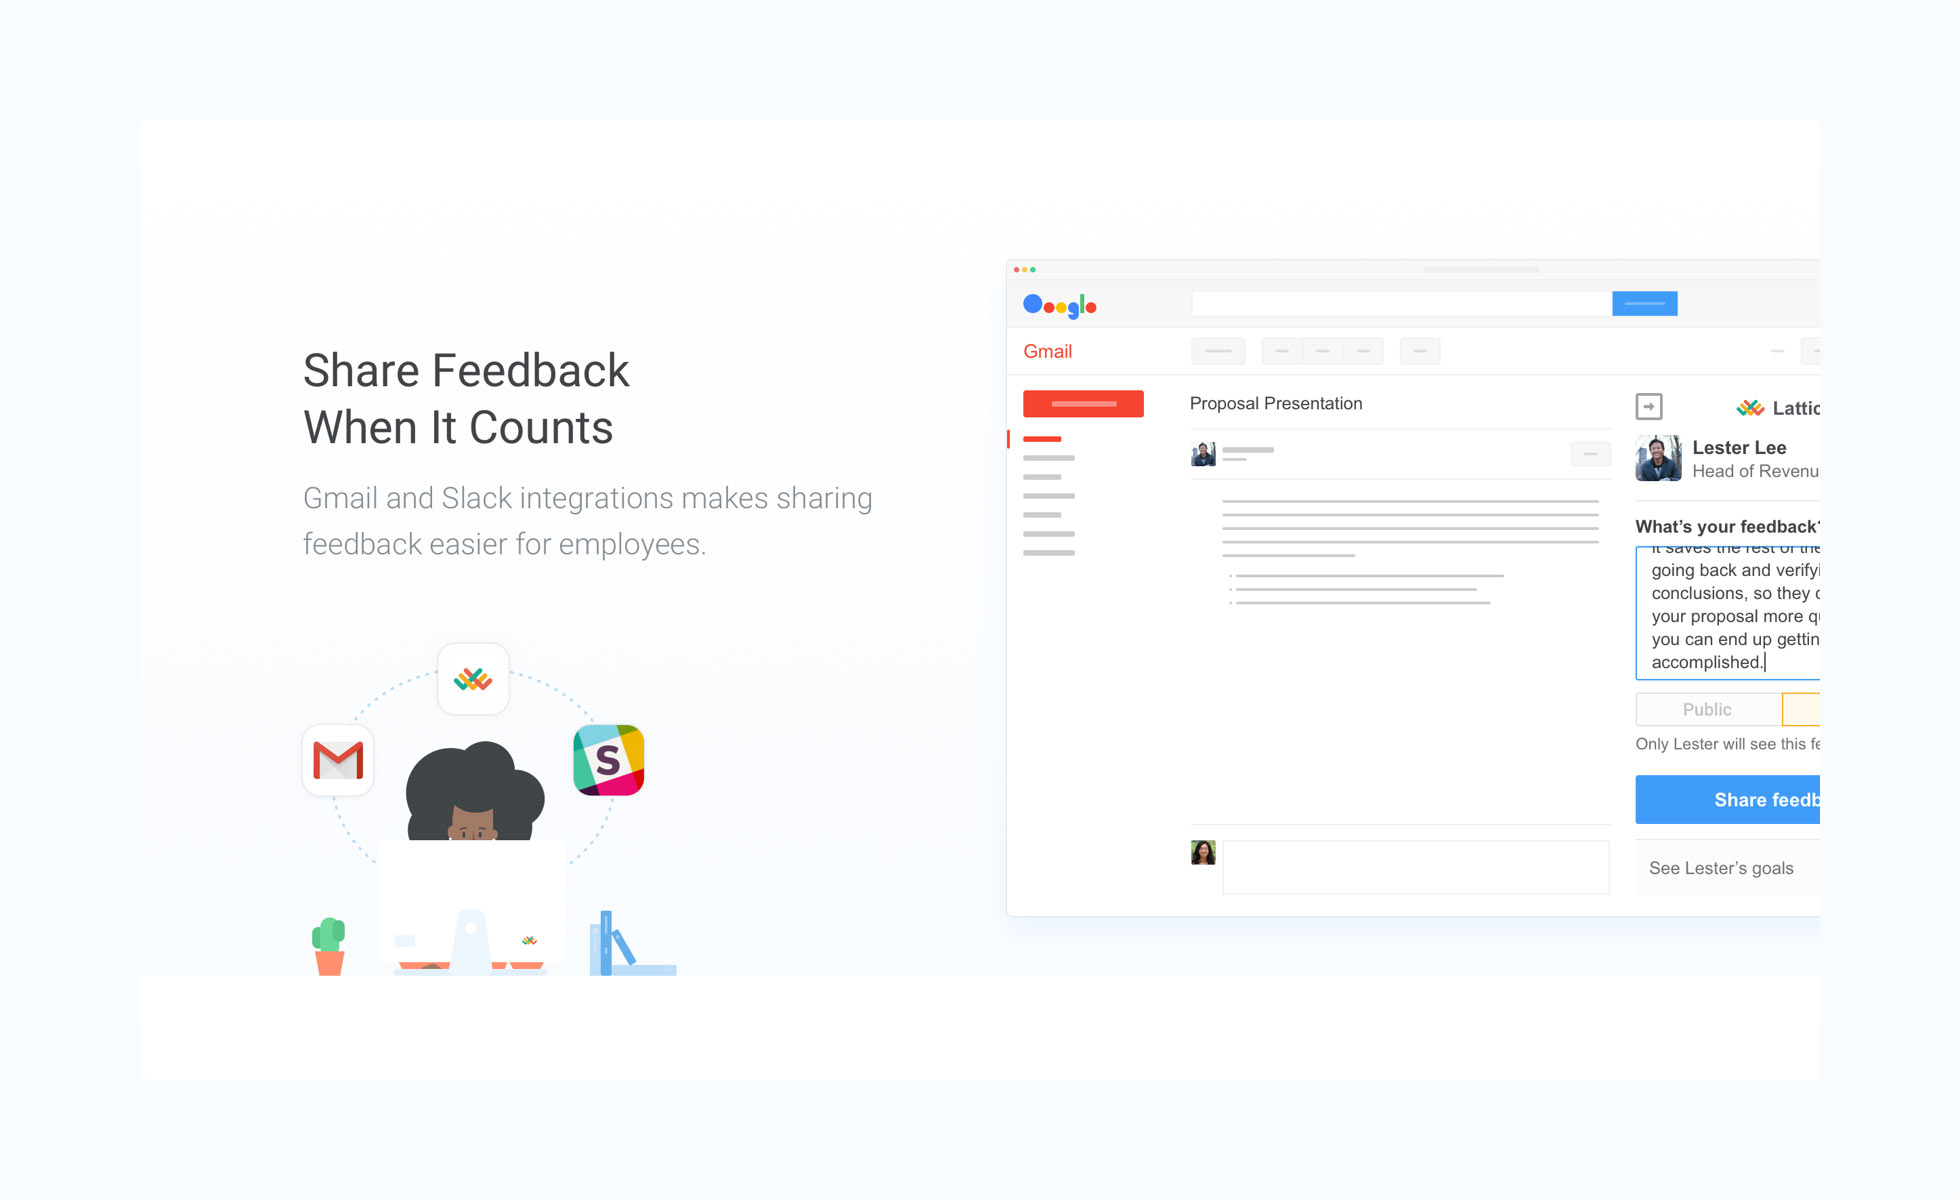 Share Feedback
When It Counts
Gmail and Slack integrations makes sharing
feedback easier for employees.
S
Gmail
Proposal Presentation
Lattic
Lester Lee
Head of Revenu
What's your feedback?
it saves the rest of the
going back and verifyi
conclusions, so they c
your proposal more qu
you can end up gettin
accomplished.
Public
Only Lester will see this fe
Share feedb
See Lester's goals